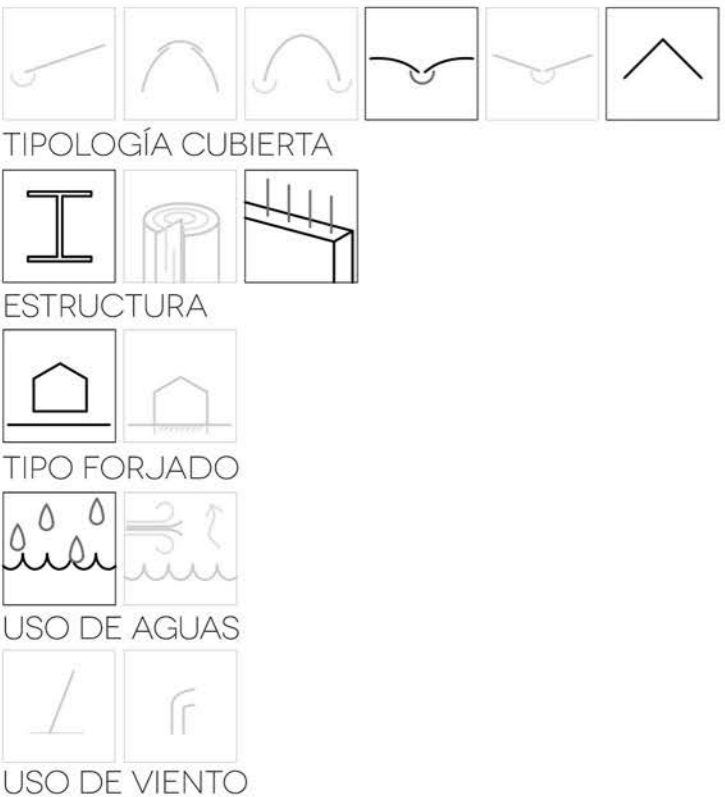 TIPOLOGÍA CUBIERTA
ESTRUCTURA
TIPO FORJADO
USO DE AGUAS
USO DE VIENTO